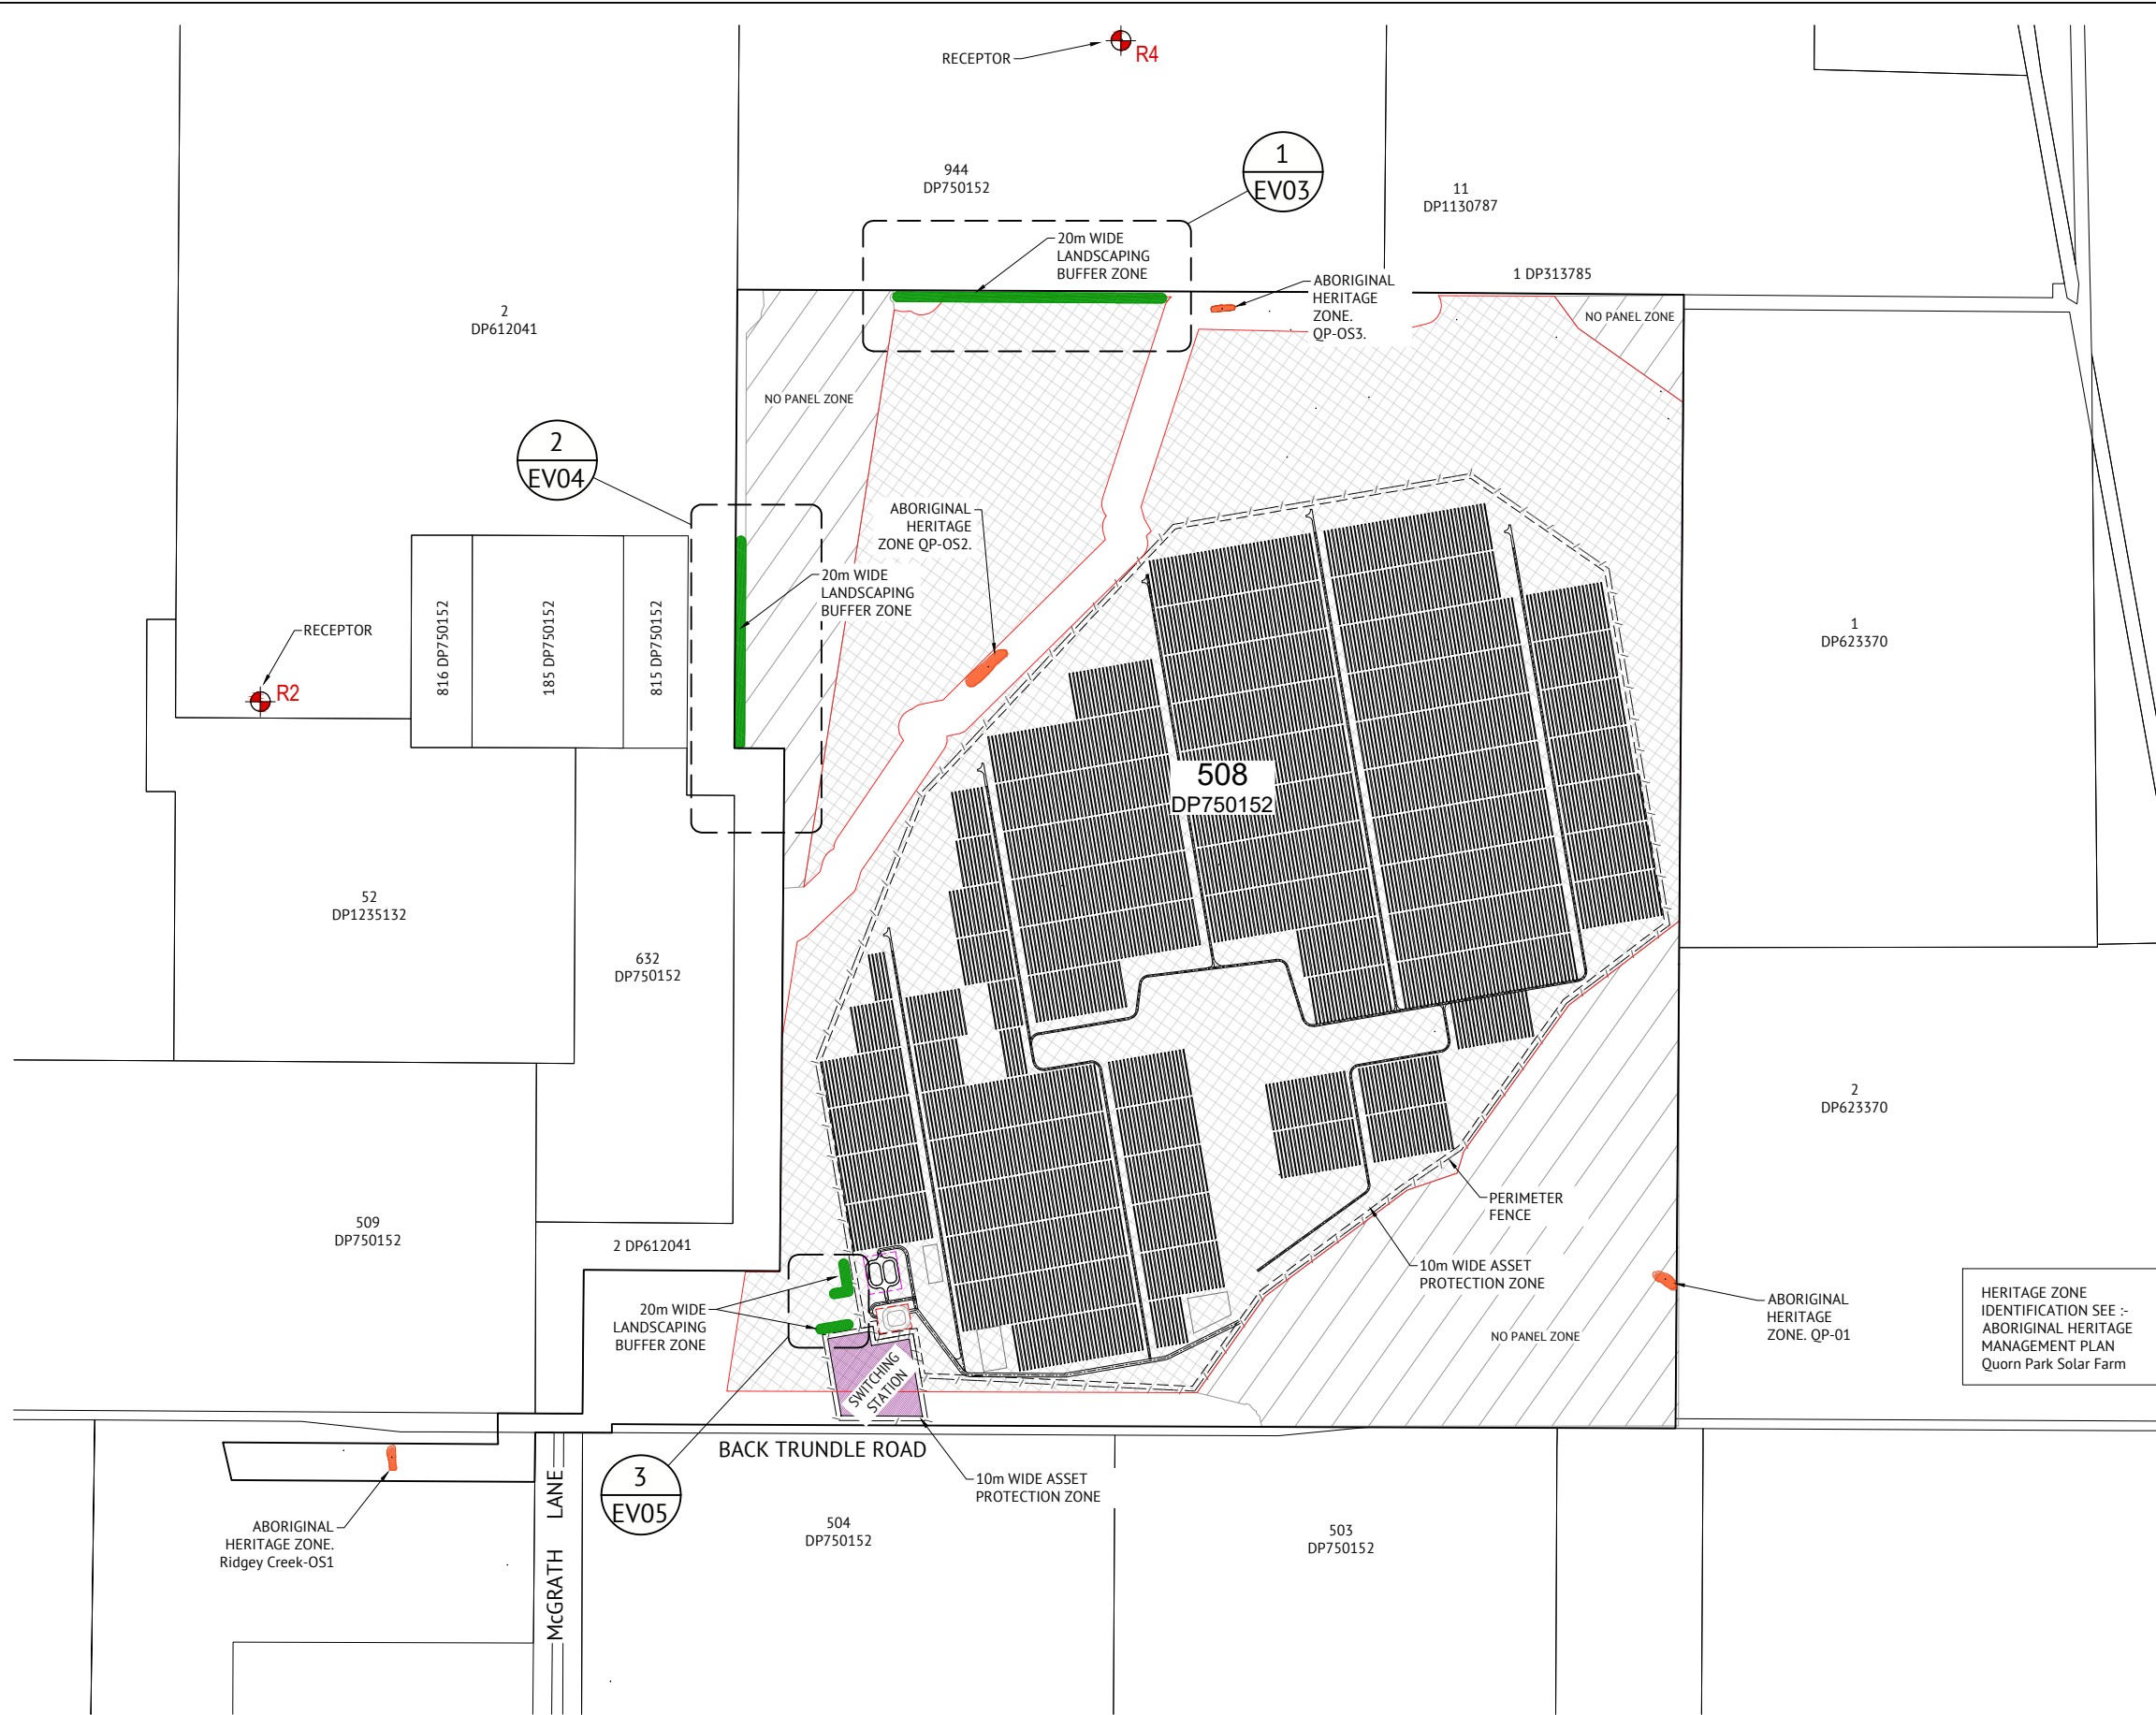 RECEPTOR
R4
944
DP750152
1
EV03
11
DP1130787
20m WIDE
LANDSCAPING
BUFFER ZONE
ABORIGINAL
HERITAGE
ZONE.
QP-OS3.
1 DP313785
NO PANEL ZONE
2
DP612041
NO PANEL ZONE
2
EV04
ABORIGINAL
HERITAGE
ZONE QP-OS2.
20m WIDE
LANDSCAPING
BUFFER ZONE
816 DP750152
185 DP750152
815 DP750152
RECEPTOR
R2
1
DP623370
508
DP750152
52
DP1235132
632
DP750152
2
DP623370
509
DP750152
2 DP612041
PERIMETER
FENCE
10m WIDE ASSET
PROTECTION ZONE
20m WIDE
LANDSCAPING
BUFFER ZONE
NO PANEL ZONE
ABORIGINAL
HERITAGE
ZONE. QP-01
HERITAGE ZONE
IDENTIFICATION SEE :-
ABORIGINAL HERITAGE
MANAGEMENT PLAN
Quorn Park Solar Farm
SWITCHING
STATION
BACK TRUNDLE ROAD
3
EV05
10m WIDE ASSET
PROTECTION ZONE
McGRATH LANE
ABORIGINAL
HERITAGE ZONE.
Ridgey Creek-OS1
504
DP750152
503
DP750152